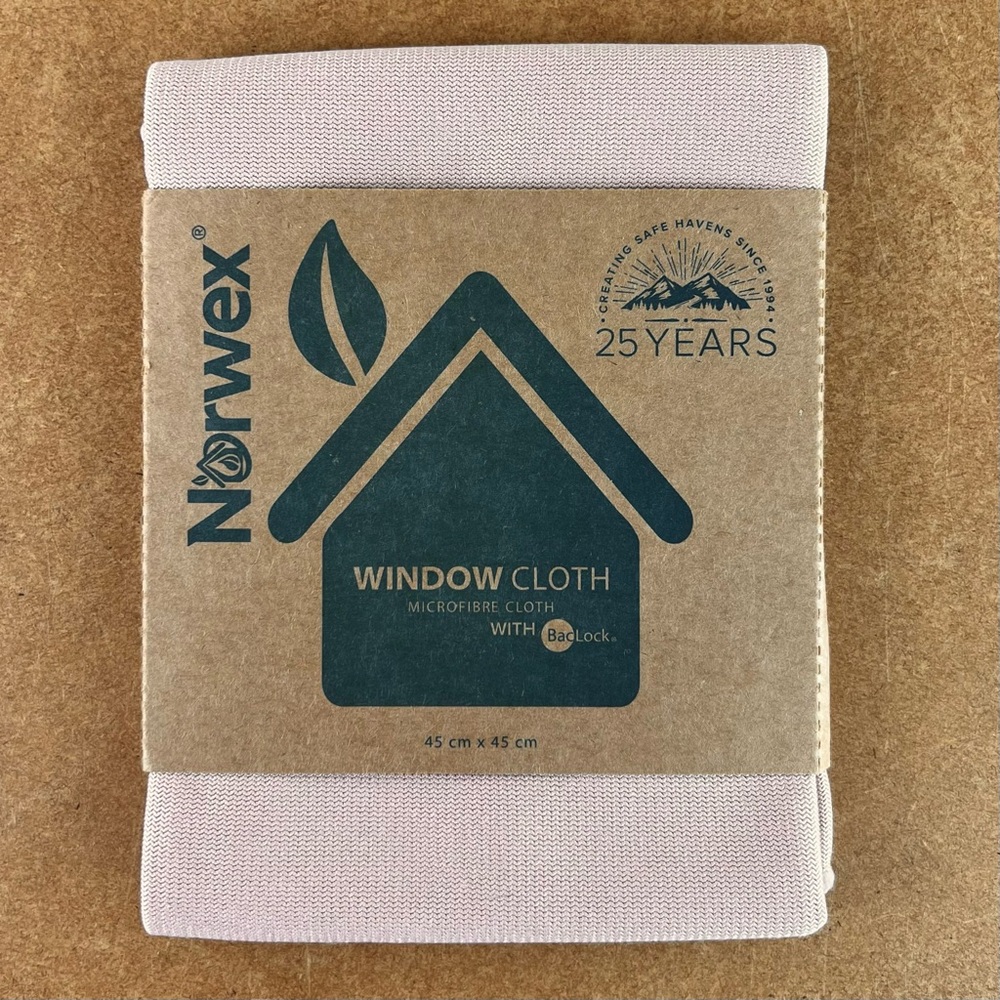 Norwex®
• CREATING SAFE HAVENS SINCE 1994 •
25 YEARS
WINDOW CLOTH
MICROFIBRE CLOTH
WITH BacLock®
45 cm x 45 cm